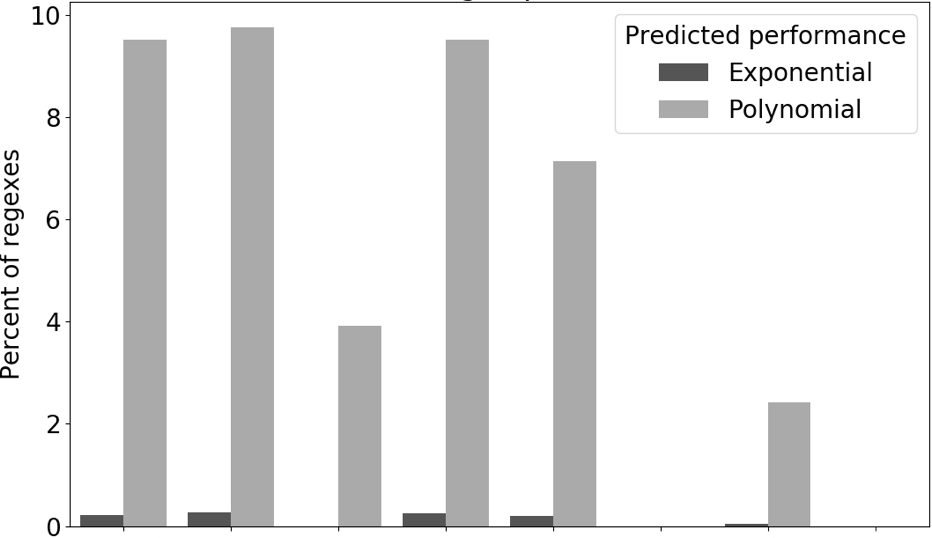 Predicted performance
Exponential
Polynomial
Percent of regexes
10
8
6
4
2
0